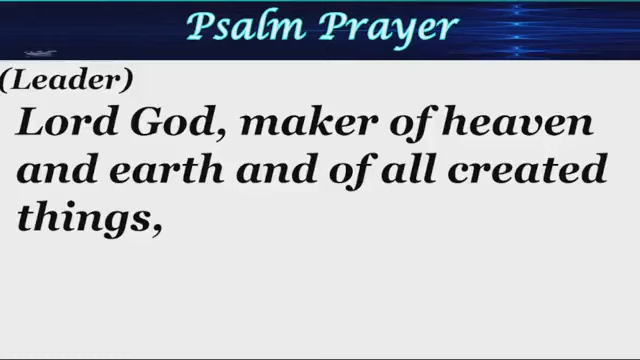 Psalm Prayer
(Leader)
Lord God, maker of heaven
and earth and of all created
things,